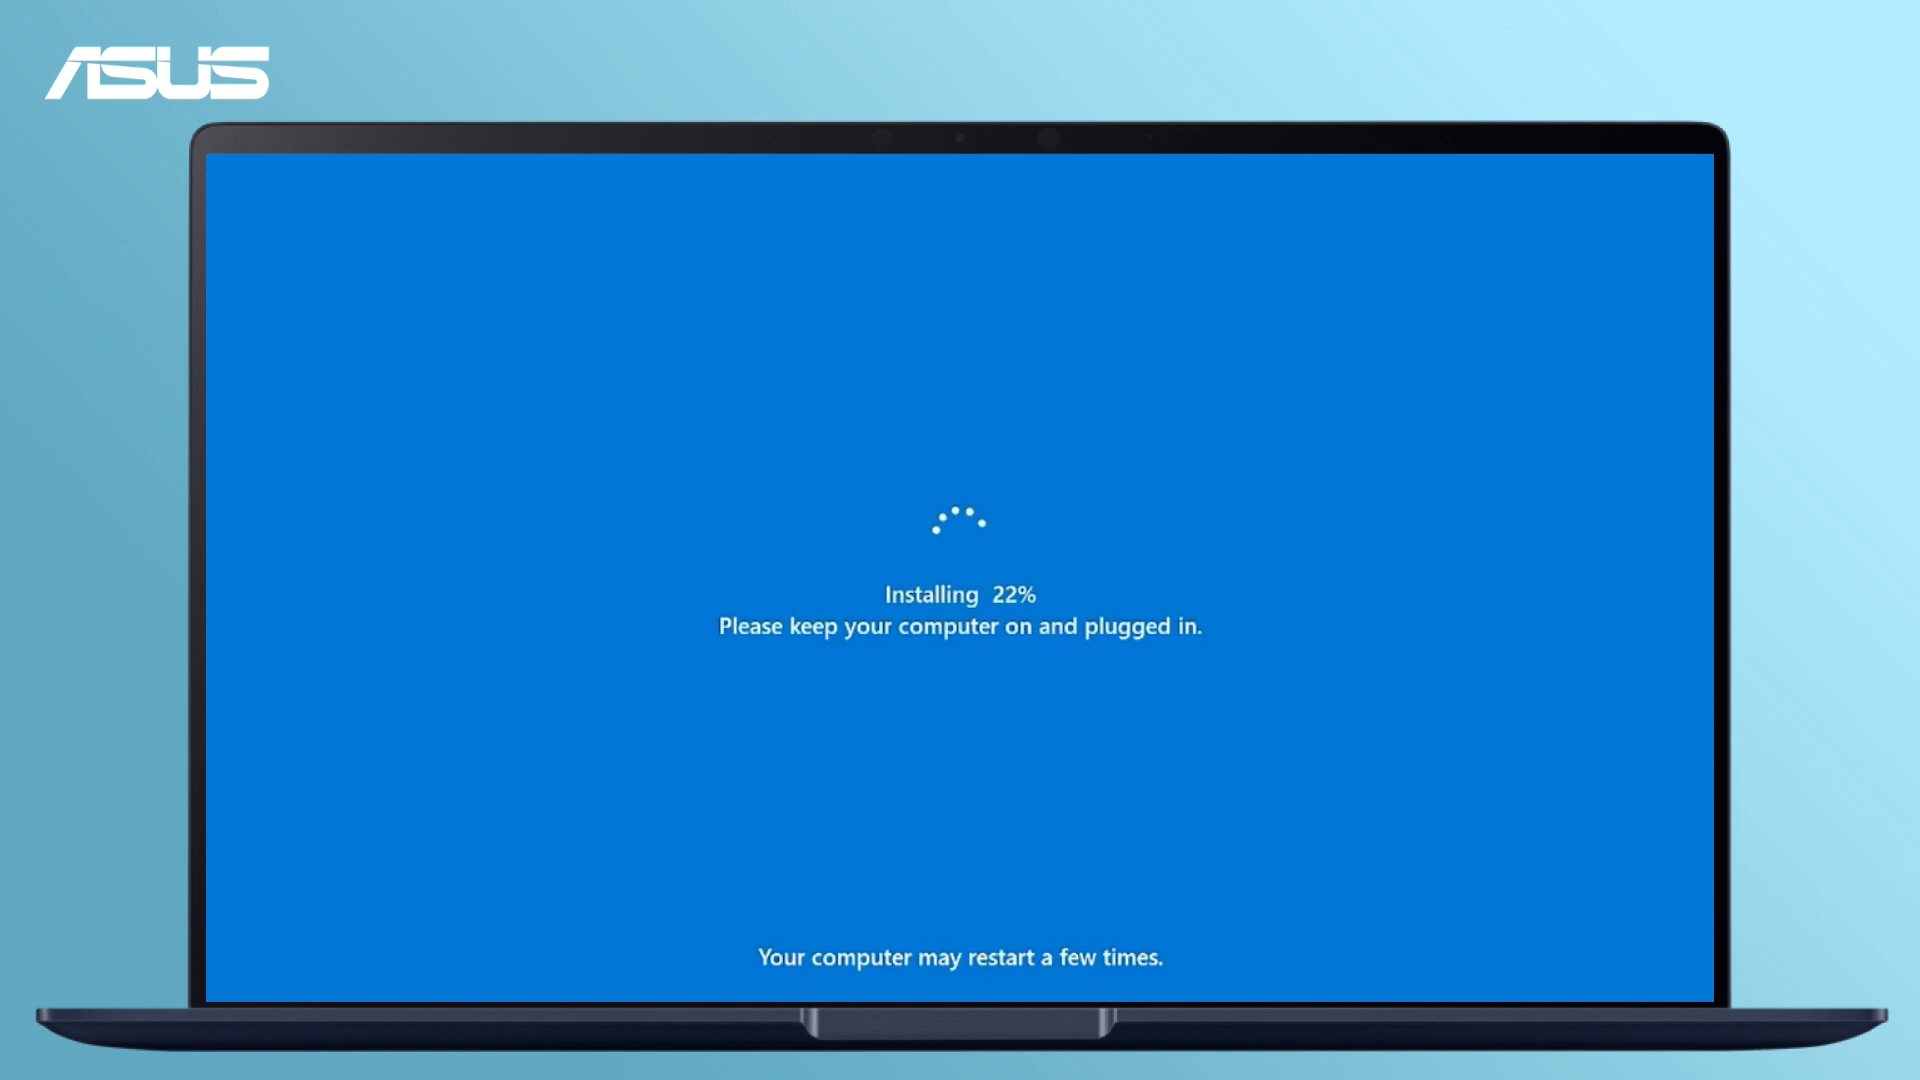 ASUS
Installing 22%
Please keep your computer on and plugged in.
Your computer may restart a few times.